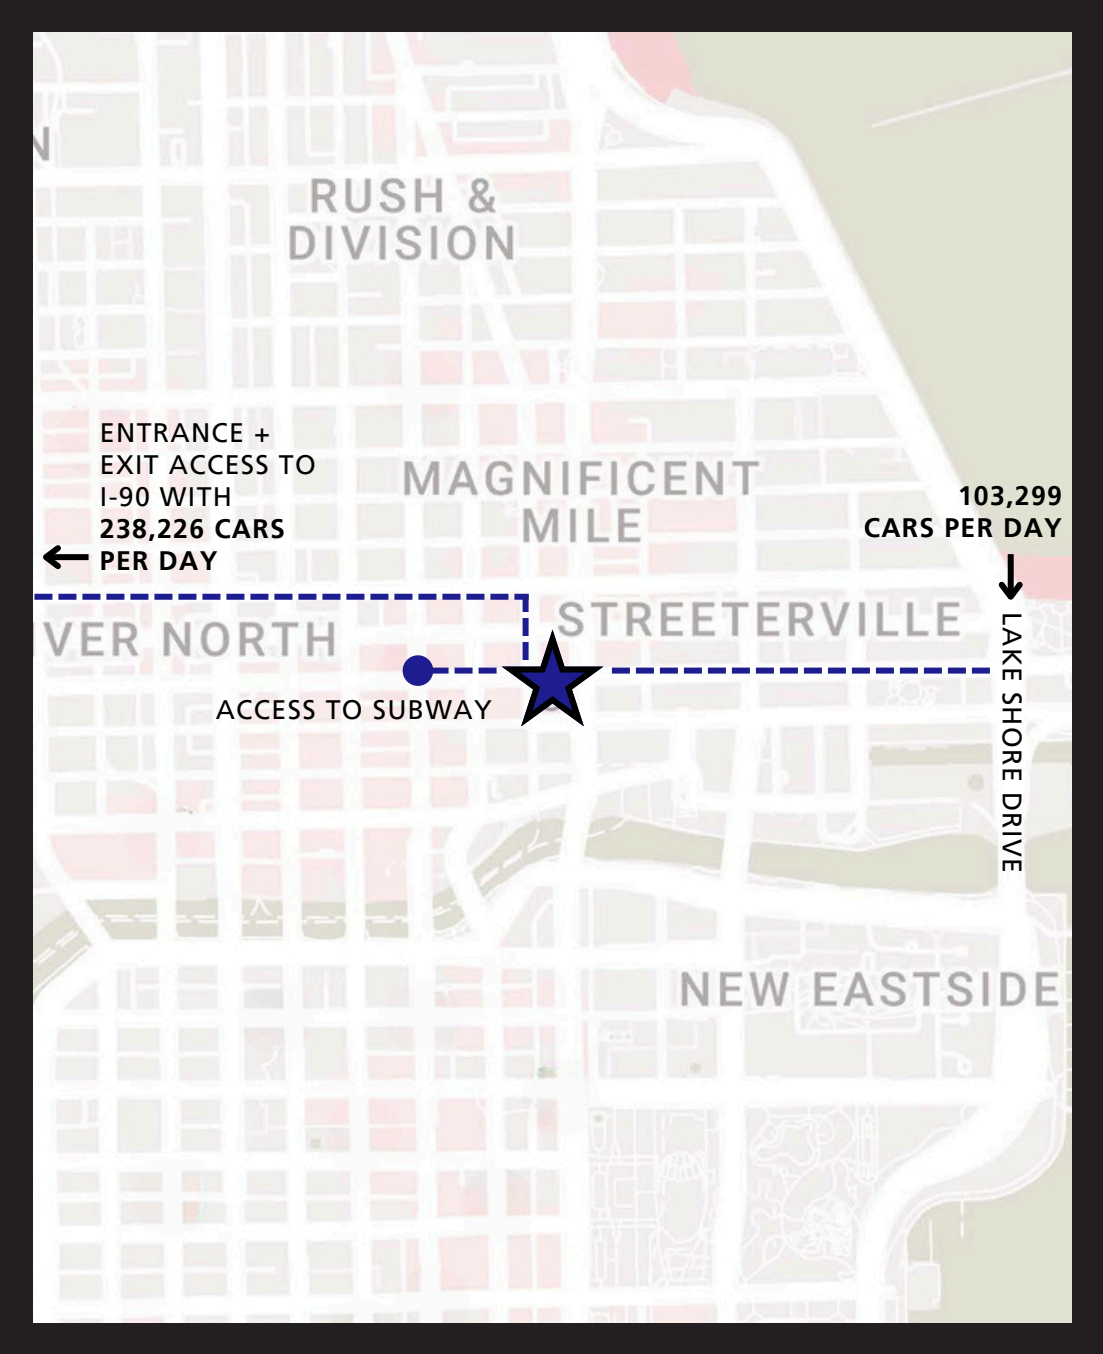 N
RUSH &
DIVISION
ENTRANCE +
EXIT ACCESS TO
I-90 WITH
238,226 CARS
PER DAY
MAGNIFICENT
MILE
103,299
CARS PER DAY
IVER NORTH
STREETERVILLE
ACCESS TO SUBWAY
LAKE SHORE DRIVE
NEW EASTSIDE